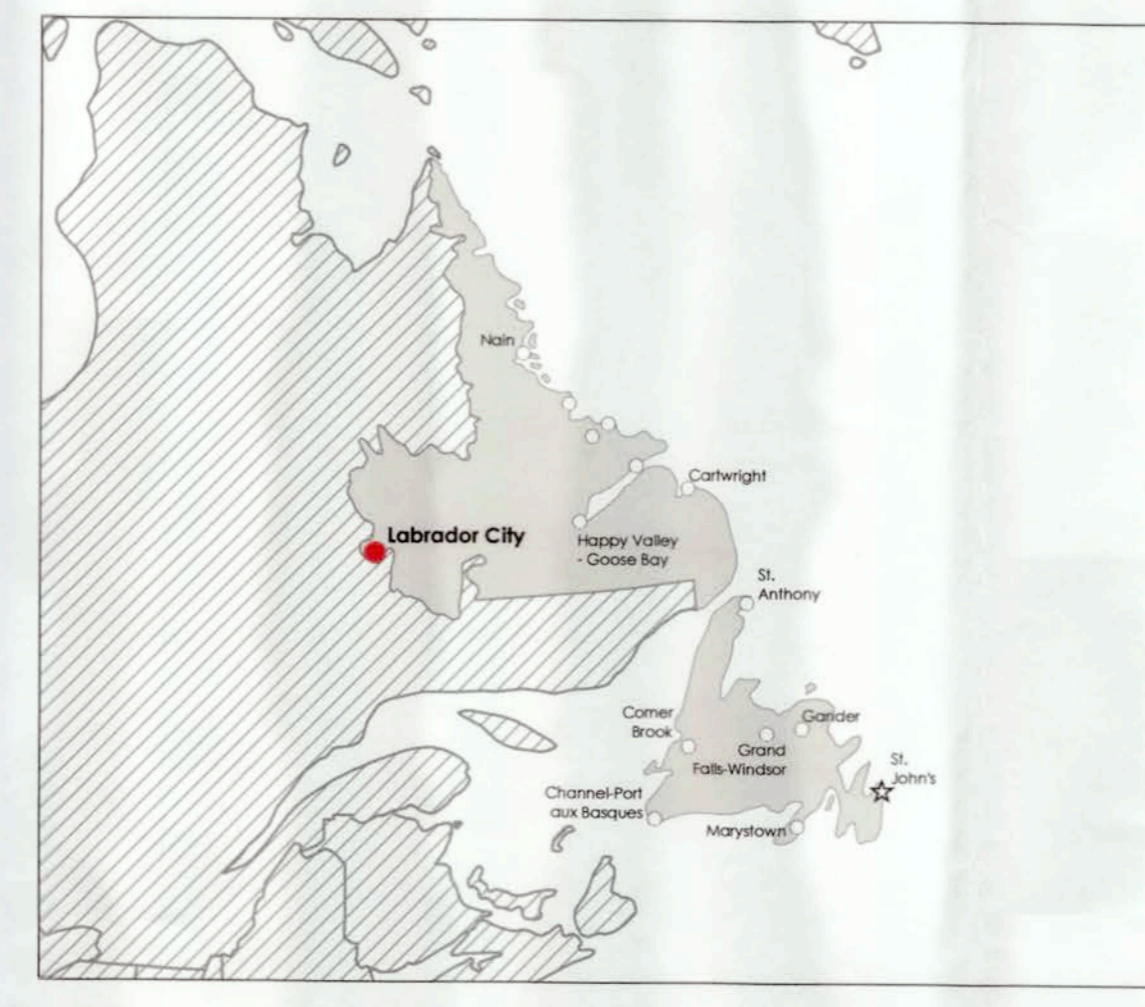 Nain
Cartwright
Labrador City
Happy Valley
- Goose Bay
St.
Anthony
Corner
Brook
Gander
Grand
Falls-Windsor
St.
John's
Channel-Port
aux Basques
Marystown